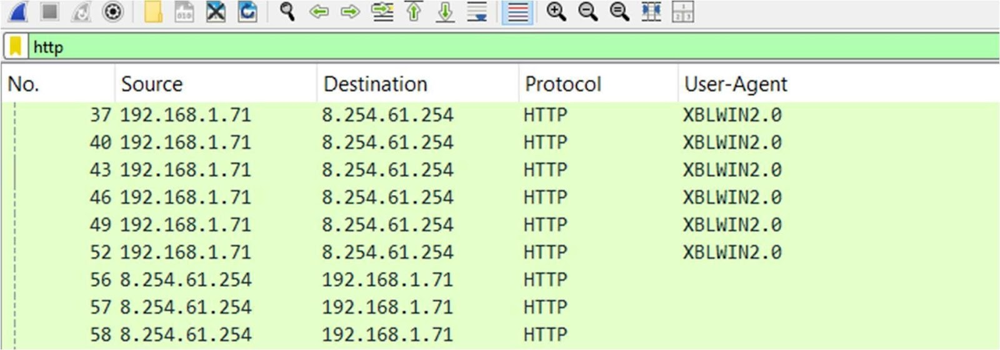 http
No. Source Destination Protocol User-Agent
37 192.168.1.71 8.254.61.254 HTTP XBLWIN2.0
40 192.168.1.71 8.254.61.254 HTTP XBLWIN2.0
43 192.168.1.71 8.254.61.254 HTTP XBLWIN2.0
46 192.168.1.71 8.254.61.254 HTTP XBLWIN2.0
49 192.168.1.71 8.254.61.254 HTTP XBLWIN2.0
52 192.168.1.71 8.254.61.254 HTTP XBLWIN2.0
56 8.254.61.254 192.168.1.71 HTTP
57 8.254.61.254 192.168.1.71 HTTP
58 8.254.61.254 192.168.1.71 HTTP